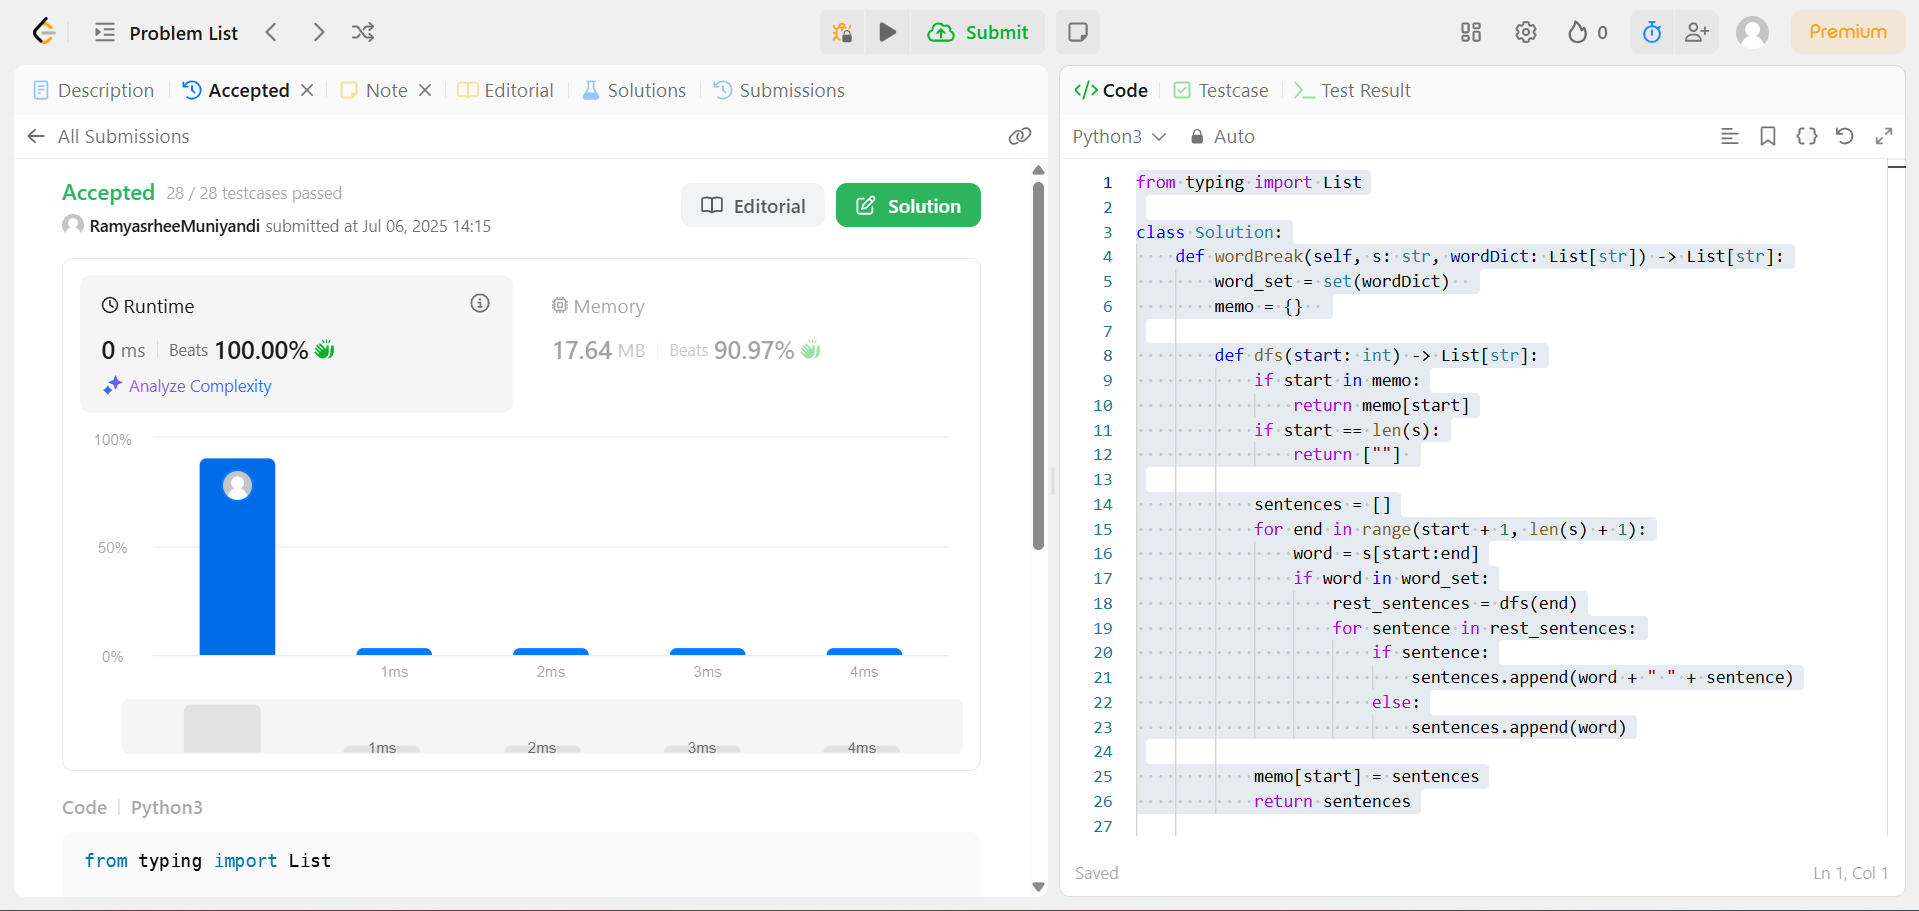 Problem List
Submit
0
Premium
Description
Accepted
Note
Editorial
Solutions
Submissions
All Submissions
Accepted 28 / 28 testcases passed
RamyasrheeMuniyandi submitted at Jul 06, 2025 14:15
Editorial
Solution
Runtime
0 ms Beats 100.00%
Analyze Complexity
Memory
17.64 MB Beats 90.97%
100%
50%
0%
1ms 2ms 3ms 4ms
1ms 2ms 3ms 4ms
Code Python3
from typing import List
</> Code
Testcase
Test Result
Python3
Auto
1 from typing import List
2
3 class Solution:
4     def wordBreak(self, s: str, wordDict: List[str]) -> List[str]:
5         word_set = set(wordDict)
6         memo = {}
7
8         def dfs(start: int) -> List[str]:
9             if start in memo:
10                 return memo[start]
11             if start == len(s):
12                 return [""]
13
14             sentences = []
15             for end in range(start + 1, len(s) + 1):
16                 word = s[start:end]
17                 if word in word_set:
18                     rest_sentences = dfs(end)
19                     for sentence in rest_sentences:
20                         if sentence:
21                             sentences.append(word + " " + sentence)
22                         else:
23                             sentences.append(word)
24
25             memo[start] = sentences
26             return sentences
27
Saved
Ln 1, Col 1